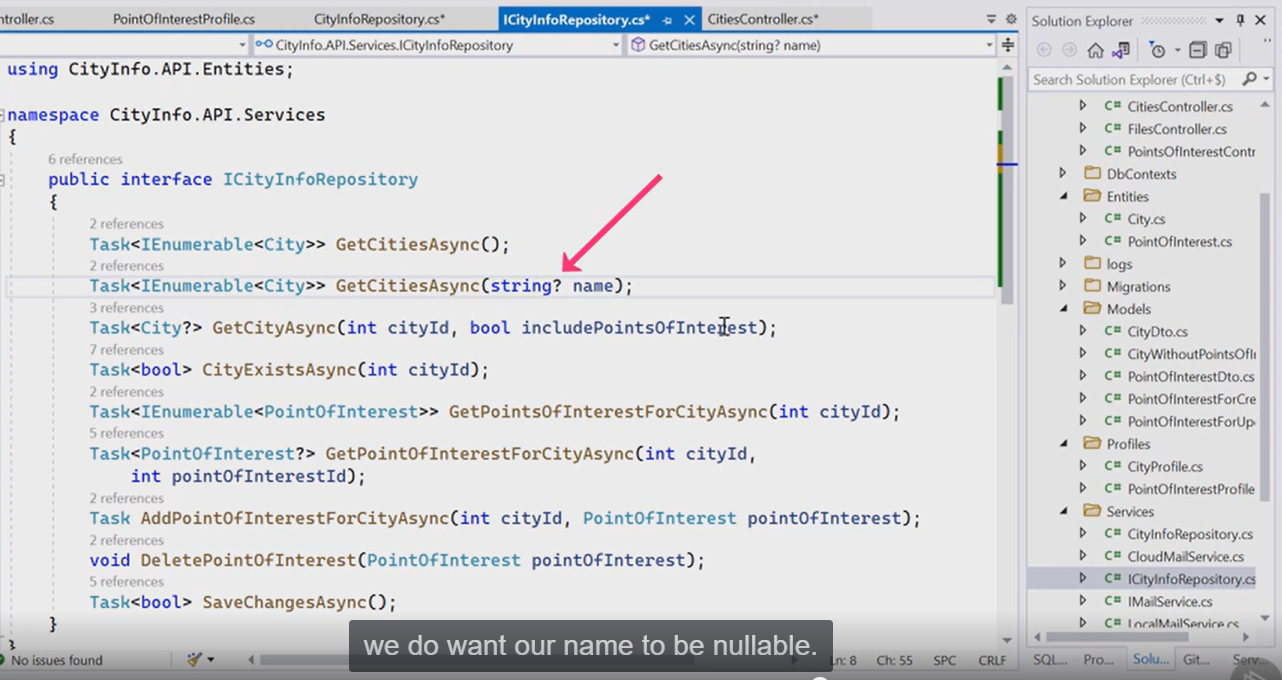 ntroller.cs PointOfInterestProfile.cs CityInfoRepository.cs* ICityInfoRepository.cs* CitiesController.cs*
CityInfo.API.Services.ICityInfoRepository GetCitiesAsync(string? name)
using CityInfo.API.Entities;
namespace CityInfo.API.Services
{
6 references
public interface ICityInfoRepository
{
2 references
Task<IEnumerable<City>> GetCitiesAsync();
2 references
Task<IEnumerable<City>> GetCitiesAsync(string? name);
3 references
Task<City?> GetCityAsync(int cityId, bool includePointsOfInterest);
7 references
Task<bool> CityExistsAsync(int cityId);
2 references
Task<IEnumerable<PointOfInterest>> GetPointsOfInterestForCityAsync(int cityId);
5 references
Task<PointOfInterest?> GetPointOfInterestForCityAsync(int cityId,
int pointOfInterestId);
2 references
Task AddPointOfInterestForCityAsync(int cityId, PointOfInterest pointOfInterest);
2 references
void DeletePointOfInterest(PointOfInterest pointOfInterest);
5 references
Task<bool> SaveChangesAsync();
}
}
we do want our name to be nullable.
No issues found Ln: 8 Ch: 55 SPC CRLF
Solution Explorer
Search Solution Explorer (Ctrl+$)
C# CitiesController.cs
C# FilesController.cs
C# PointsOfInterestContr
DbContexts
Entities
C# City.cs
C# PointOfInterest.cs
logs
Migrations
Models
C# CityDto.cs
C# CityWithoutPointsOfI
C# PointOfInterestDto.cs
C# PointOfInterestForCre
C# PointOfInterestForUp
Profiles
C# CityProfile.cs
C# PointOfInterestProfile
Services
C# CityInfoRepository.cs
C# CloudMailService.cs
C# ICityInfoRepository.cs
C# IMailService.cs
C# LocalMailService.cs
SQL... Pro... Solu... Git... Serv...